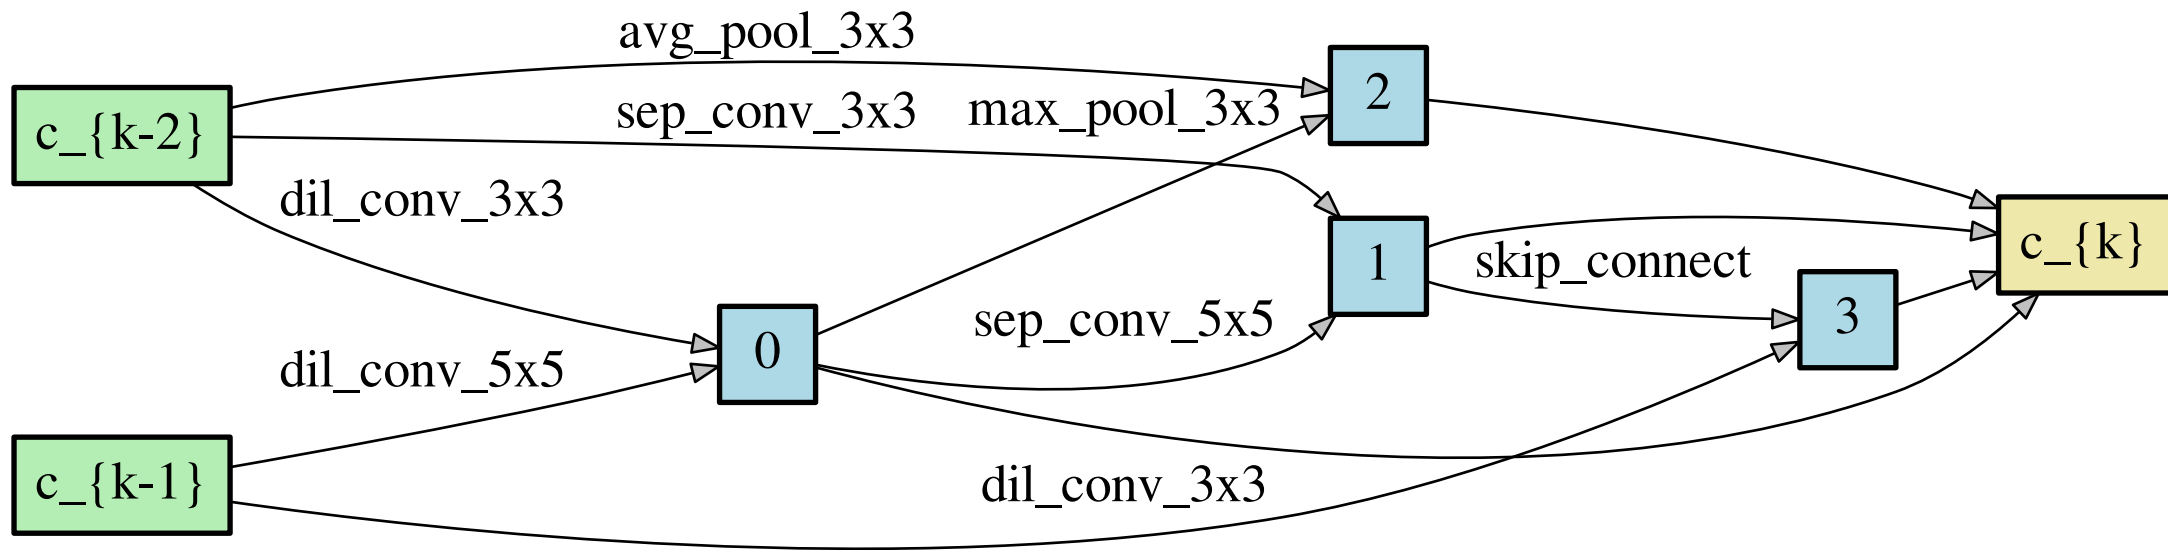 avg_pool_3x3
2
c_{k-2}
sep_conv_3x3
max_pool_3x3
dil_conv_3x3
1
c_{k}
skip_connect
3
sep_conv_5x5
0
dil_conv_5x5
c_{k-1}
dil_conv_3x3